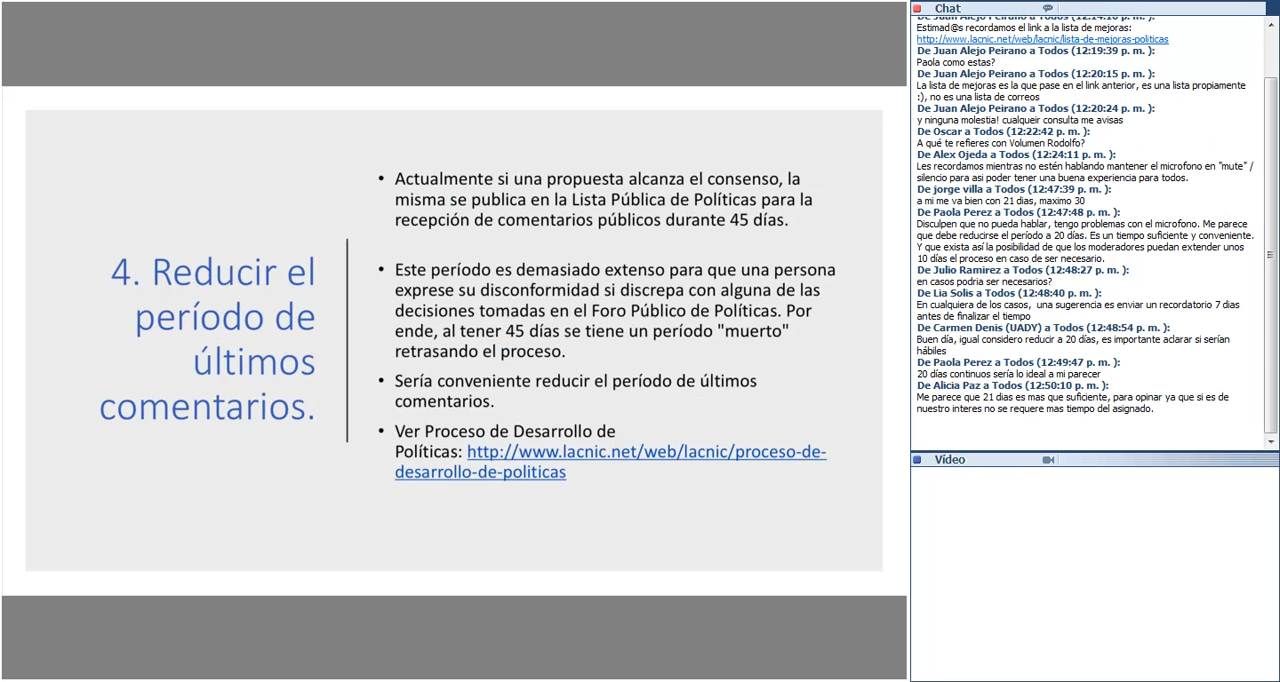 4. Reducir el
período de
últimos
comentarios.
• Actualmente si una propuesta alcanza el consenso, la
misma se publica en la Lista Pública de Políticas para la
recepción de comentarios públicos durante 45 días.
• Este período es demasiado extenso para que una persona
exprese su disconformidad si discrepa con alguna de las
decisiones tomadas en el Foro Público de Políticas. Por
ende, al tener 45 días se tiene un período "muerto"
retrasando el proceso.
• Sería conveniente reducir el período de últimos
comentarios.
• Ver Proceso de Desarrollo de
Políticas: http://www.lacnic.net/web/lacnic/proceso-de-
desarrollo-de-politicas
Chat
De Juan Alejo Peirano a Todos (12:14:10 p. m. ):
Estimad@s recordamos el link a la lista de mejoras:
http://www.lacnic.net/web/lacnic/lista-de-mejoras-politicas
De Juan Alejo Peirano a Todos (12:19:39 p. m. ):
Paola como estas?
De Juan Alejo Peirano a Todos (12:20:15 p. m. ):
La lista de mejoras es la que pase en el link anterior, es una lista propiamente
:), no es una lista de correos
De Juan Alejo Peirano a Todos (12:20:24 p. m. ):
y ninguna molestia! cualqueir consulta me avisas
De Oscar a Todos (12:22:42 p. m. ):
A qué te refieres con Volumen Rodolfo?
De Alex Ojeda a Todos (12:24:11 p. m. ):
Les recordamos mientras no estén hablando mantener el microfono en "mute" /
silencio para asi poder tener una buena experiencia para todos.
De jorge villa a Todos (12:47:39 p. m. ):
a mi me va bien con 21 dias, maximo 30
De Paola Perez a Todos (12:47:48 p. m. ):
Disculpen que no pueda hablar, tengo problemas con el microfono. Me parece
que debe reducirse el período a 20 días. Es un tiempo suficiente y conveniente.
Y que exista así la posibilidad de que los moderadores puedan extender unos
10 días el proceso en caso de ser necesario.
De Julio Ramirez a Todos (12:48:27 p. m. ):
en casos podria ser necesarios?
De Lia Solis a Todos (12:48:40 p. m. ):
En cualquiera de los casos, una sugerencia es enviar un recordatorio 7 dias
antes de finalizar el tiempo
De Carmen Denis (UADY) a Todos (12:48:54 p. m. ):
Buen día, igual considero reducir a 20 días, es importante aclarar si serían
hábiles
De Paola Perez a Todos (12:49:47 p. m. ):
20 días continuos sería lo ideal a mi parecer
De Alicia Paz a Todos (12:50:10 p. m. ):
Me parece que 21 dias es mas que suficiente, para opinar ya que si es de
nuestro interes no se requere mas tiempo del asignado.
Vídeo